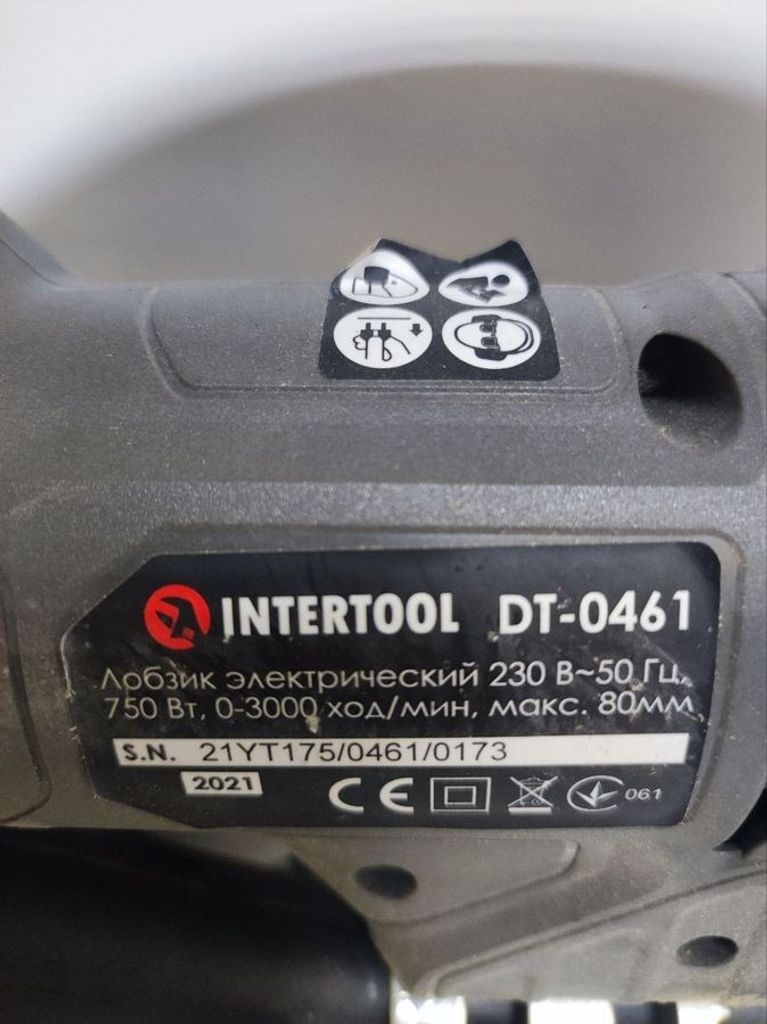 INTERTOOL DT-0461
Лобзик электрический 230 В~50 Гц,
750 Вт, 0-3000 ход/мин, макс. 80мм
S.N. 21YT175/0461/0173
2021 CE 061